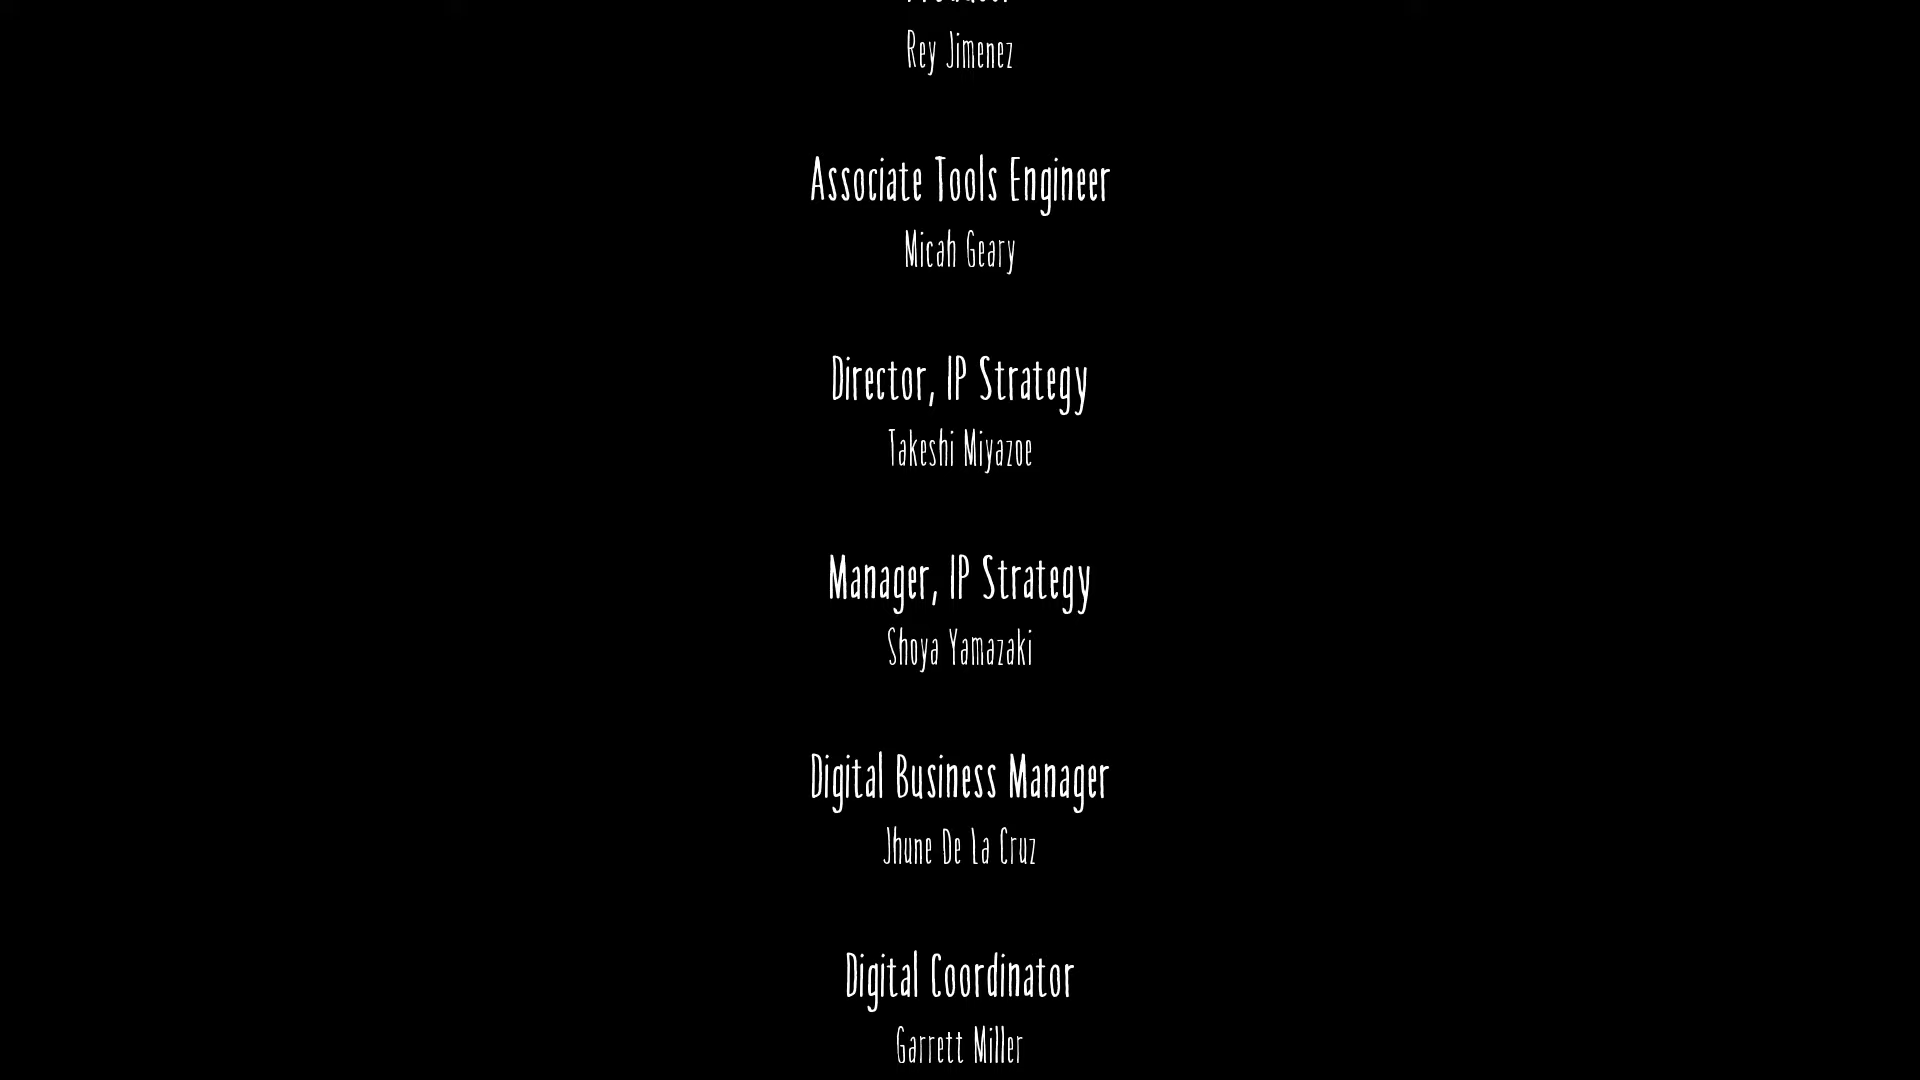 Rey Jimenez
Associate Tools Engineer
Micah Geary
Director, IP Strategy
Takeshi Miyazoe
Manager, IP Strategy
Shoya Yamazaki
Digital Business Manager
Jhune De La Cruz
Digital Coordinator
Garrett Miller